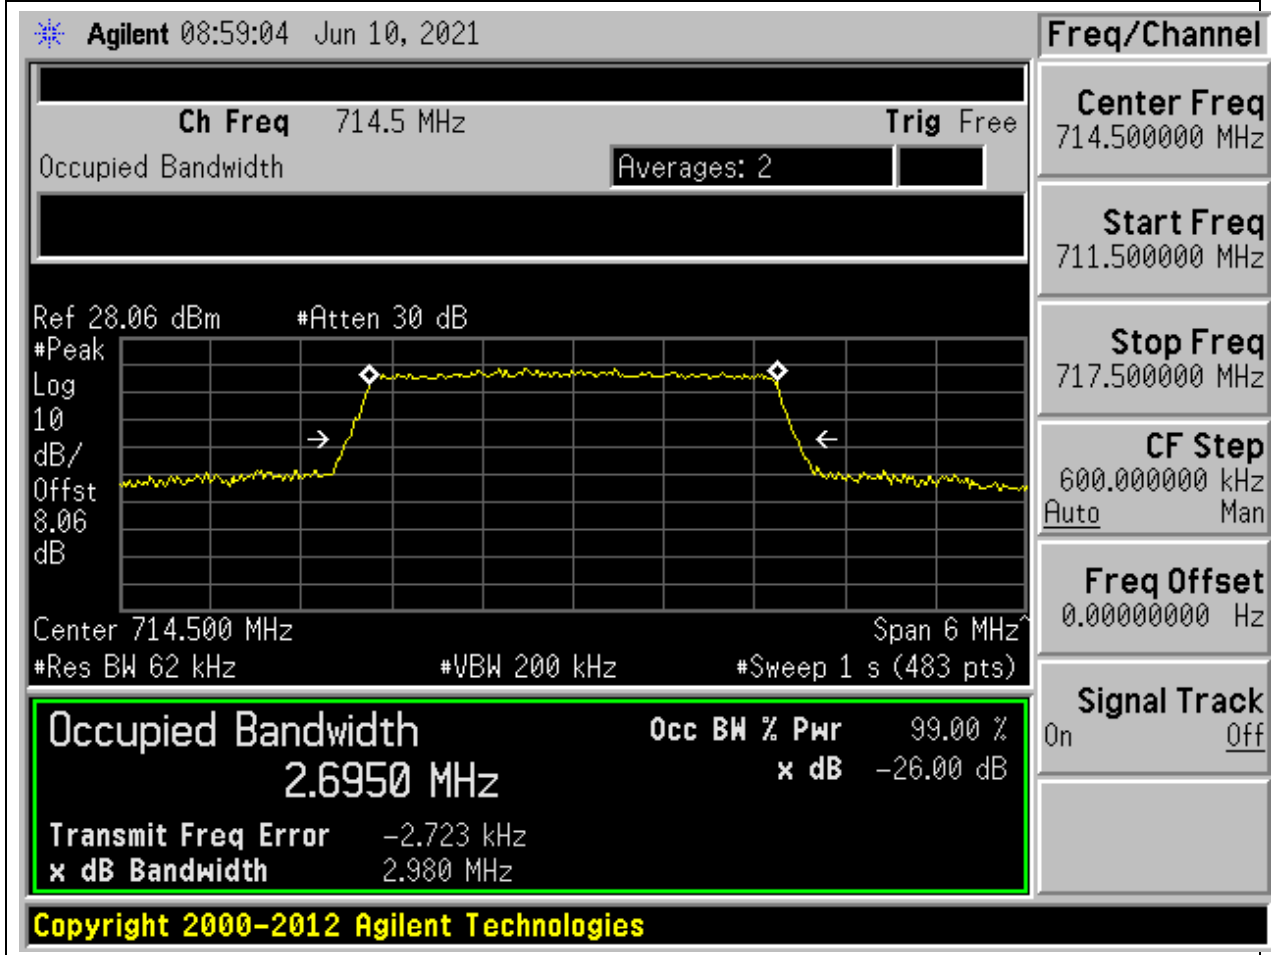 Agilent 08:59:04 Jun 10, 2021
Freq/Channel
Ch Freq 714.5 MHz Trig Free
Occupied Bandwidth Averages: 2
Ref 28.06 dBm #Atten 30 dB
#Peak
Log
10
dB/
Offst
8.06
dB
Center 714.500 MHz Span 6 MHz^
#Res BW 62 kHz #VBW 200 kHz #Sweep 1 s (483 pts)
Occupied Bandwidth Occ BW % Pwr 99.00 %
2.6950 MHz x dB -26.00 dB
Transmit Freq Error -2.723 kHz
x dB Bandwidth 2.980 MHz
Center Freq
714.500000 MHz
Start Freq
711.500000 MHz
Stop Freq
717.500000 MHz
CF Step
600.000000 kHz
Auto Man
Freq Offset
0.00000000 Hz
Signal Track
On Off
Copyright 2000-2012 Agilent Technologies